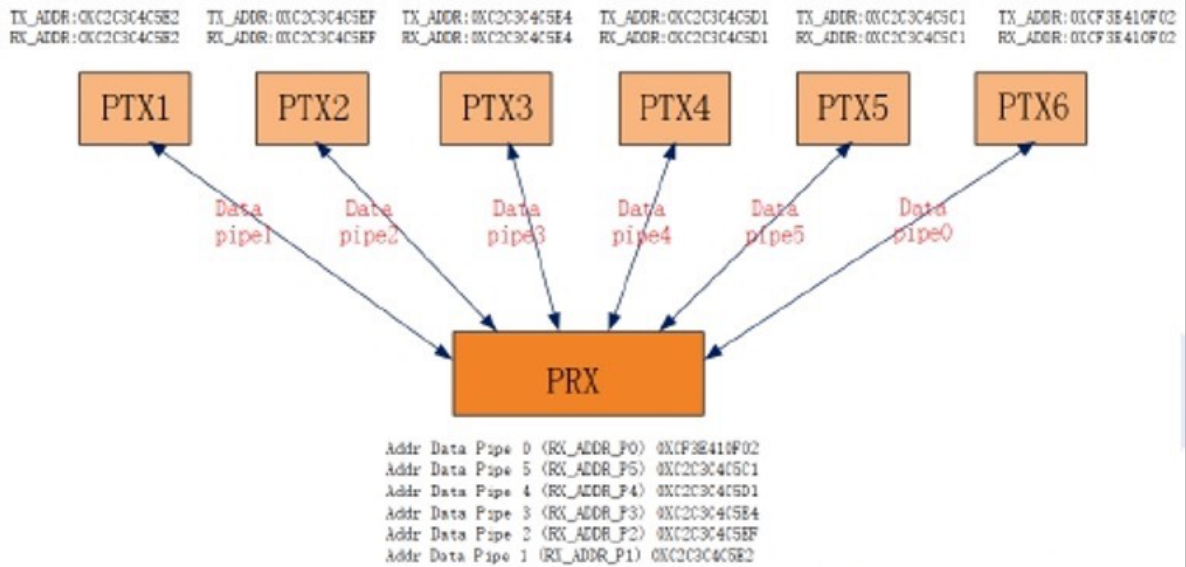 TX_ADDR:0XC2C3C4C5E2 TX_ADDR:0XC2C3C4C5EF TX_ADDR:0XC2C3C4C5E4 TX_ADDR:0XC2C3C4C5D1 TX_ADDR:0XC2C3C4C5C1 TX_ADDR:0XCF3E410F02
RX_ADDR:0XC2C3C4C5E2 RX_ADDR:0XC2C3C4C5EF RX_ADDR:0XC2C3C4C5E4 RX_ADDR:0XC2C3C4C5D1 RX_ADDR:0XC2C3C4C5C1 RX_ADDR:0XCF3E410F02
PTX1 PTX2 PTX3 PTX4 PTX5 PTX6
Data Data Data Data Data Data
pipe1 pipe2 pipe3 pipe4 pipe5 pipe0
PRX
Addr Data Pipe 0 (RX_ADDR_P0) 0XCF3E410F02
Addr Data Pipe 5 (RX_ADDR_P5) 0XC2C3C4C5C1
Addr Data Pipe 4 (RX_ADDR_P4) 0XC2C3C4C5D1
Addr Data Pipe 3 (RX_ADDR_P3) 0XC2C3C4C5E4
Addr Data Pipe 2 (RX_ADDR_P2) 0XC2C3C4C5EF
Addr Data Pipe 1 (RX_ADDR_P1) 0XC2C3C4C5E2